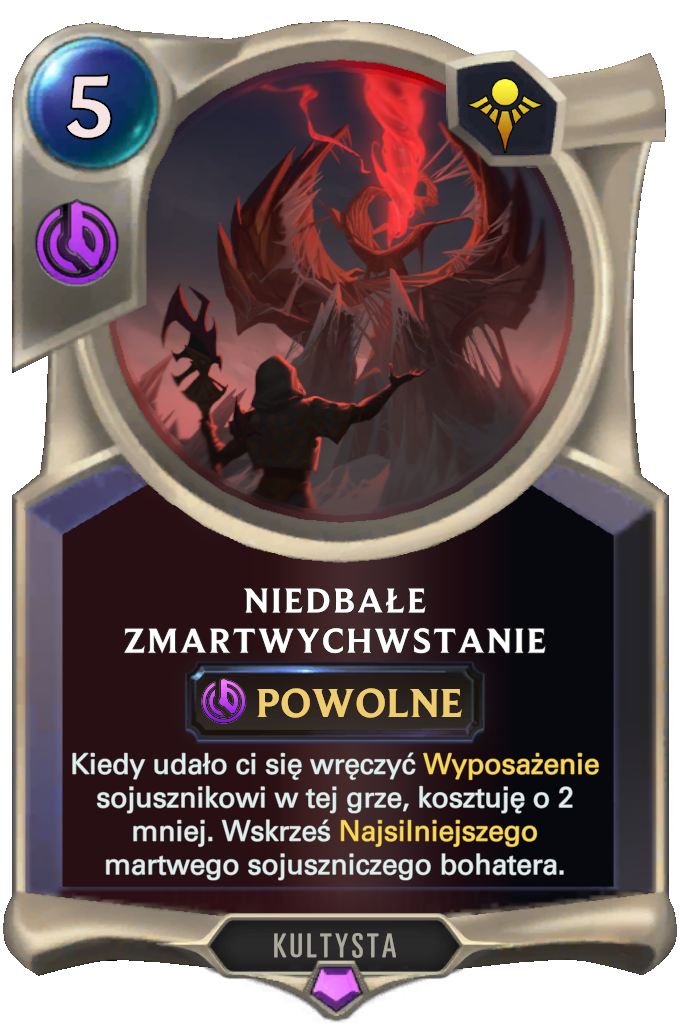 5
NIEDBAŁE
ZMARTWYCHWSTANIE
POWOLNE
Kiedy udało ci się wręczyć Wyposażenie
sojusznikowi w tej grze, kosztuję o 2
mniej. Wskrześ Najsilniejszego
martwego sojuszniczego bohatera.
KULTYSTA